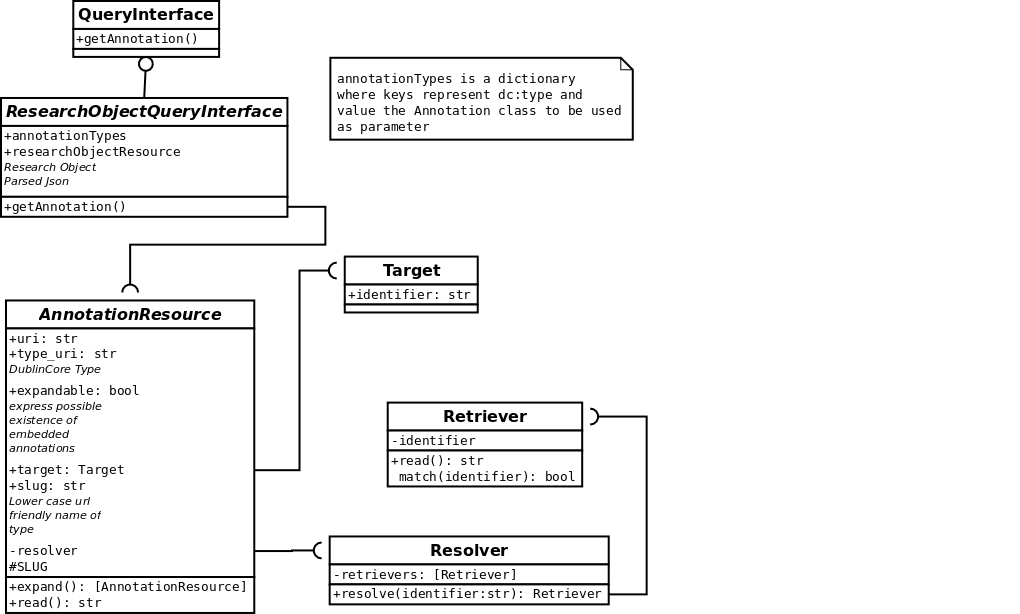 QueryInterface
+getAnnotation()
annotationTypes is a dictionary
where keys represent dc:type and
value the Annotation class to be used
as parameter
ResearchObjectQueryInterface
+annotationTypes
+researchObjectResource
Research Object
Parsed Json
+getAnnotation()
Target
+identifier: str
AnnotationResource
+uri: str
+type_uri: str
DublinCore Type
+expandable: bool
express possible
existence of
embedded
annotations
+target: Target
+slug: str
Lower case url
friendly name of
type
-resolver
#SLUG
+expand(): [AnnotationResource]
+read(): str
Retriever
-identifier
+read(): str
match(identifier): bool
Resolver
-retrievers: [Retriever]
+resolve(identifier:str): Retriever